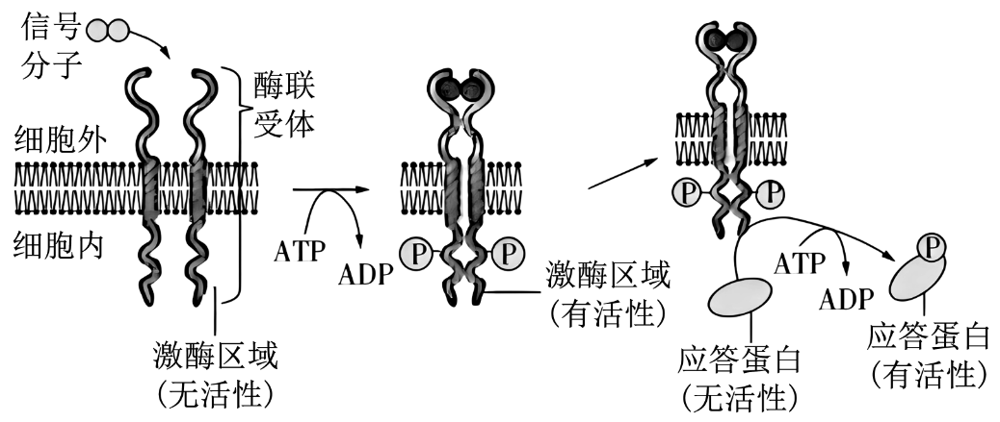 信号
分子
酶联
受体
细胞外
细胞内
激酶区域
(无活性)
ATP
ADP
P
P
激酶区域
(有活性)
P
P
ATP
ADP
应答蛋白
(无活性)
P
应答蛋白
(有活性)